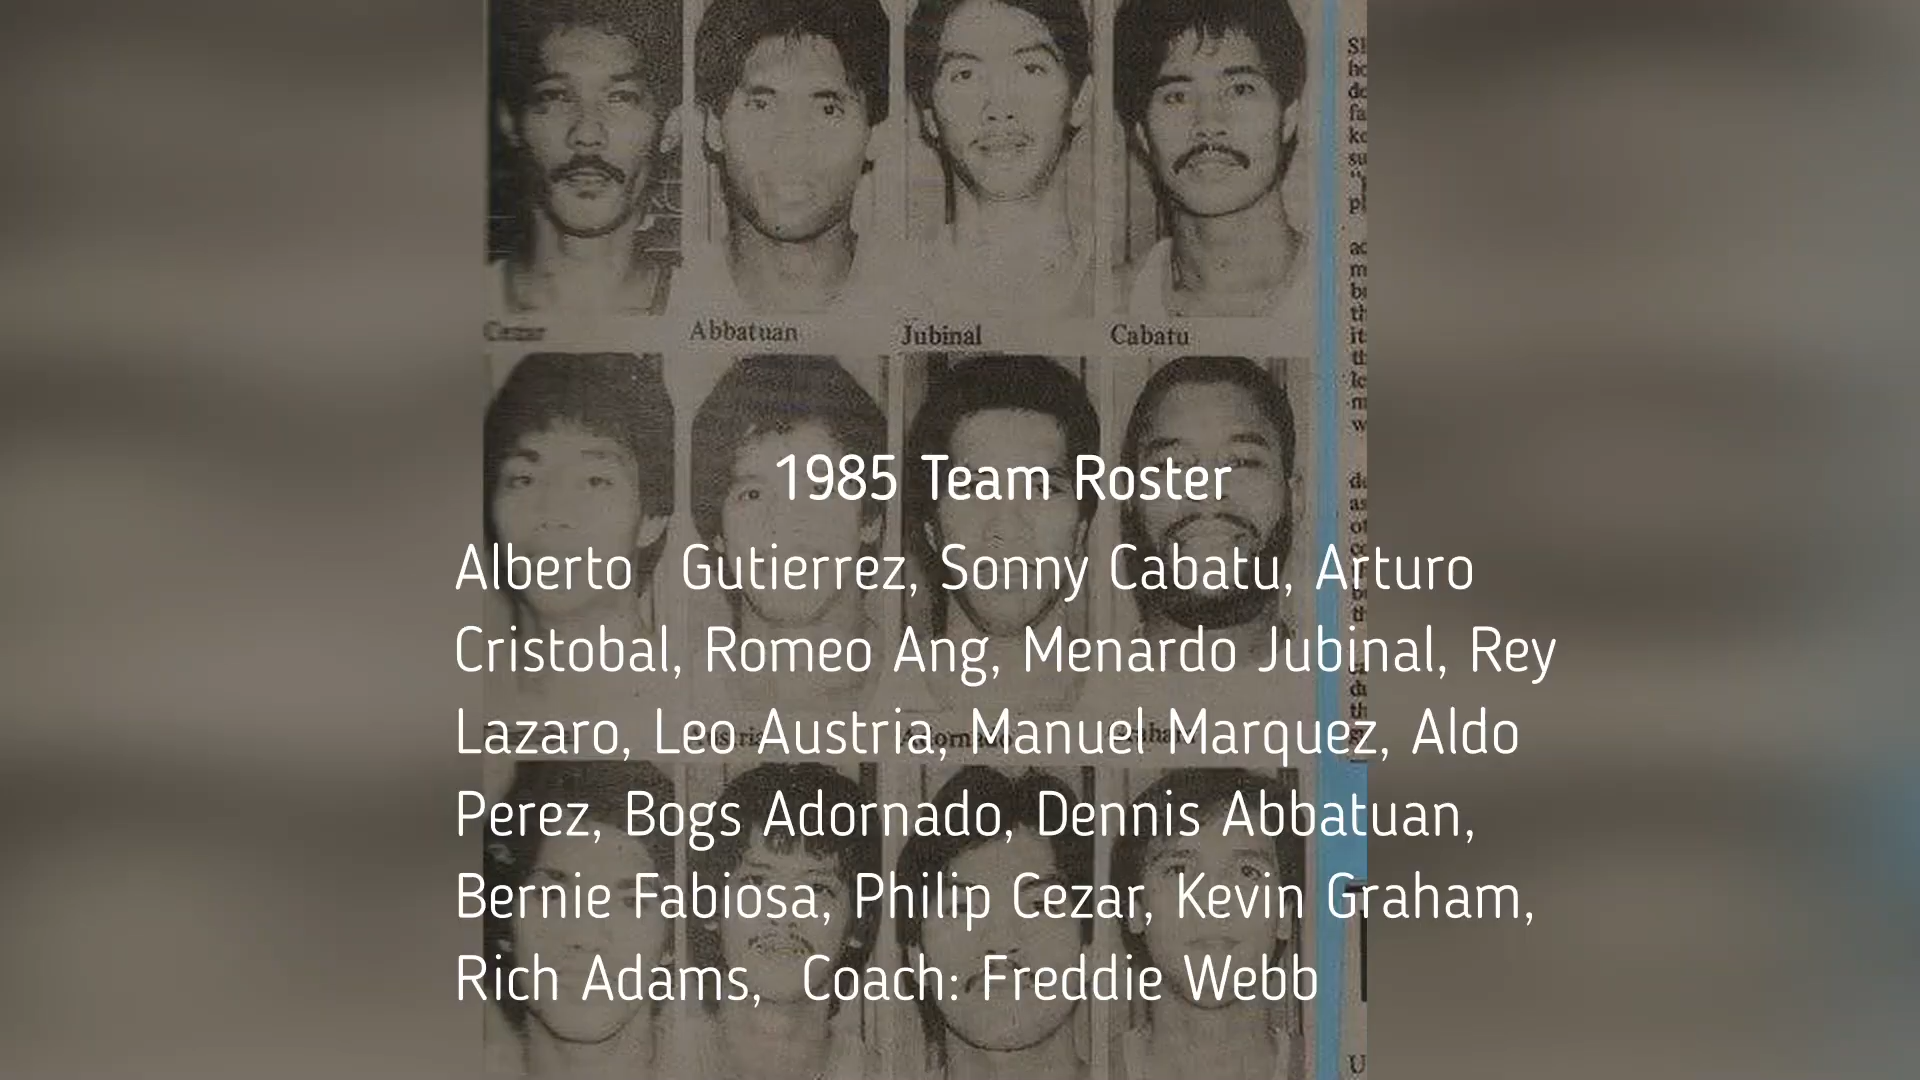 Cezar Abbatuan Jubinal Cabatu
1985 Team Roster
Alberto Gutierrez, Sonny Cabatu, Arturo
Cristobal, Romeo Ang, Menardo Jubinal, Rey
Lazaro, Leo Austria, Manuel Marquez, Aldo
Perez, Bogs Adornado, Dennis Abbatuan,
Bernie Fabiosa, Philip Cezar, Kevin Graham,
Rich Adams, Coach: Freddie Webb